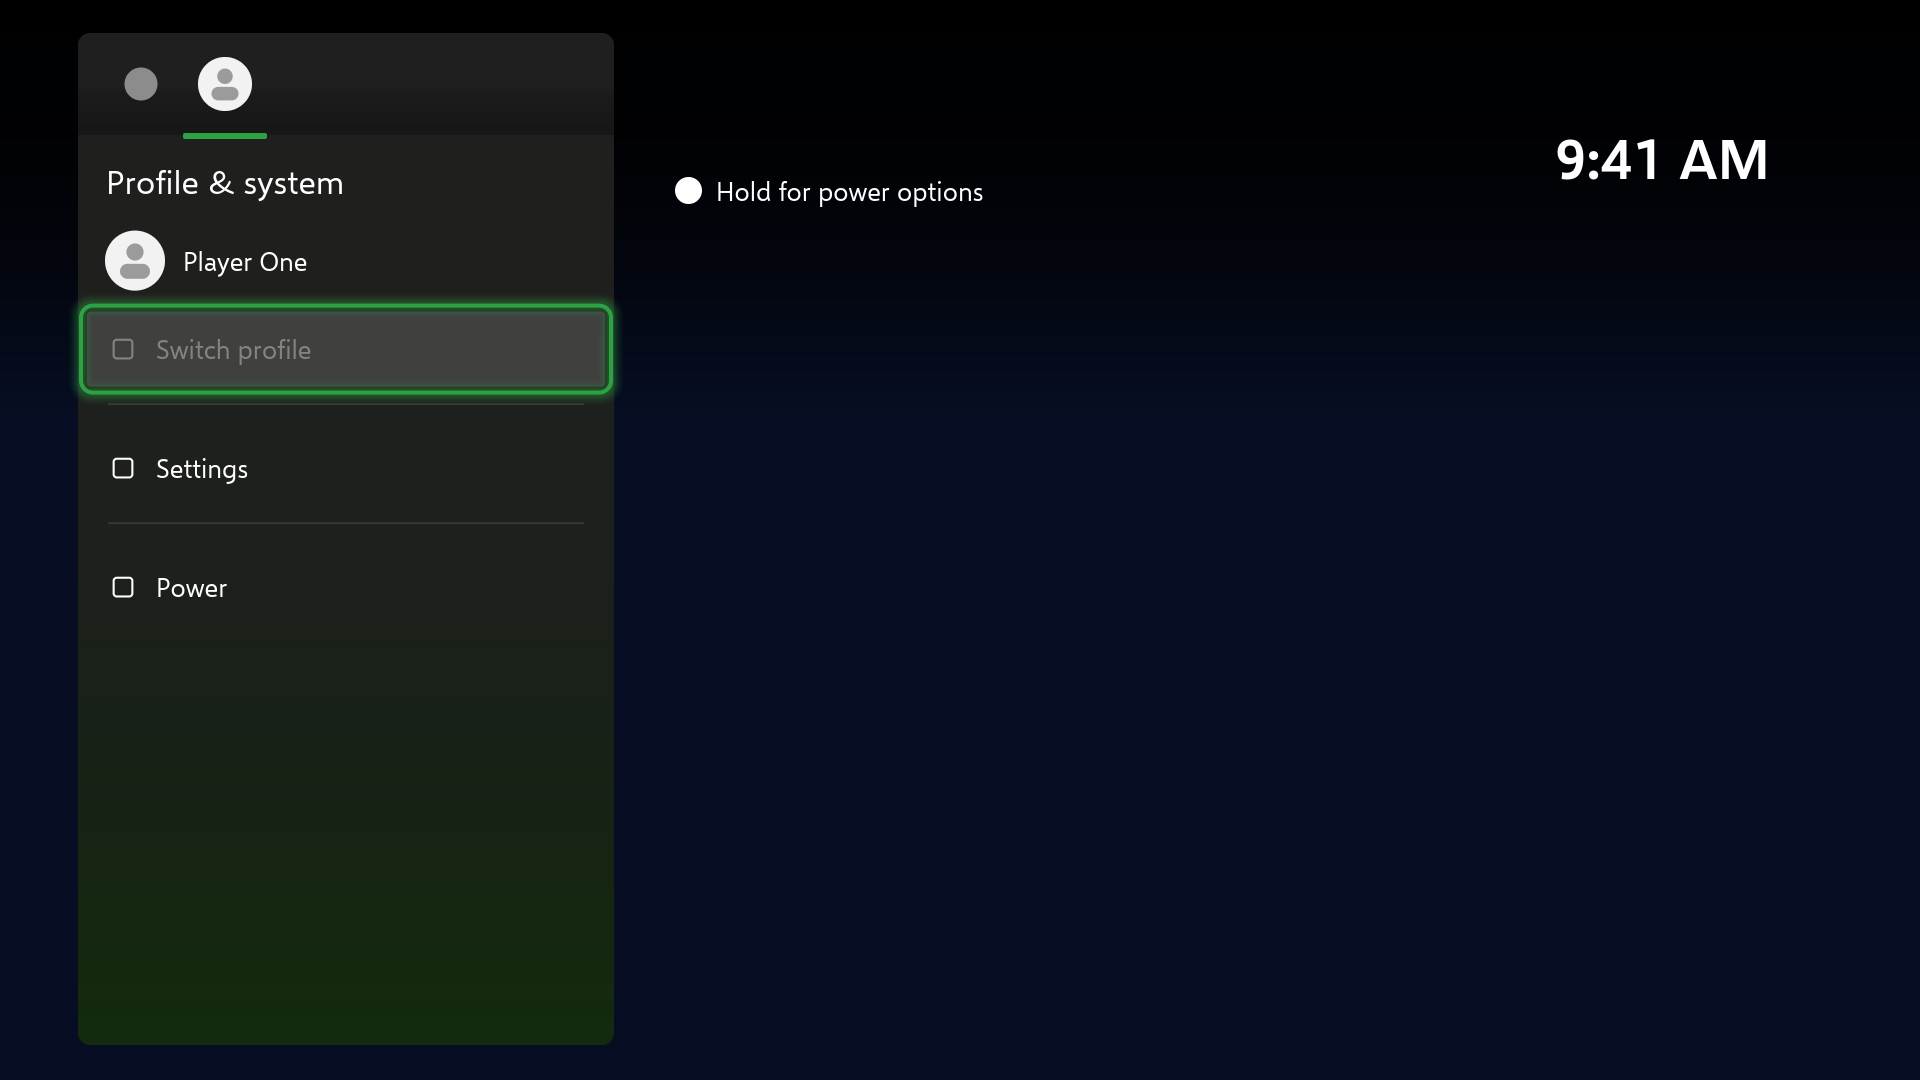 Profile & system
Player One
Switch profile
Settings
Power
Hold for power options
9:41 AM